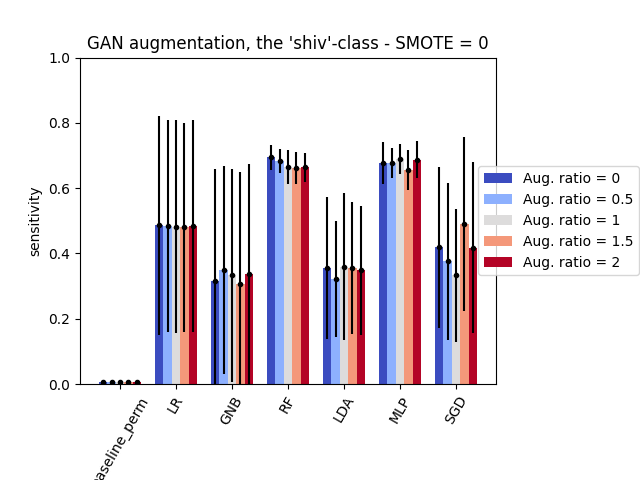 GAN augmentation, the 'shiv'-class - SMOTE = 0
1.0
0.8
0.6
0.4
0.2
0.0
sensitivity
Aug. ratio = 0
Aug. ratio = 0.5
Aug. ratio = 1
Aug. ratio = 1.5
Aug. ratio = 2
aseline_perm
LR
GNB
RF
LDA
MLP
SGD